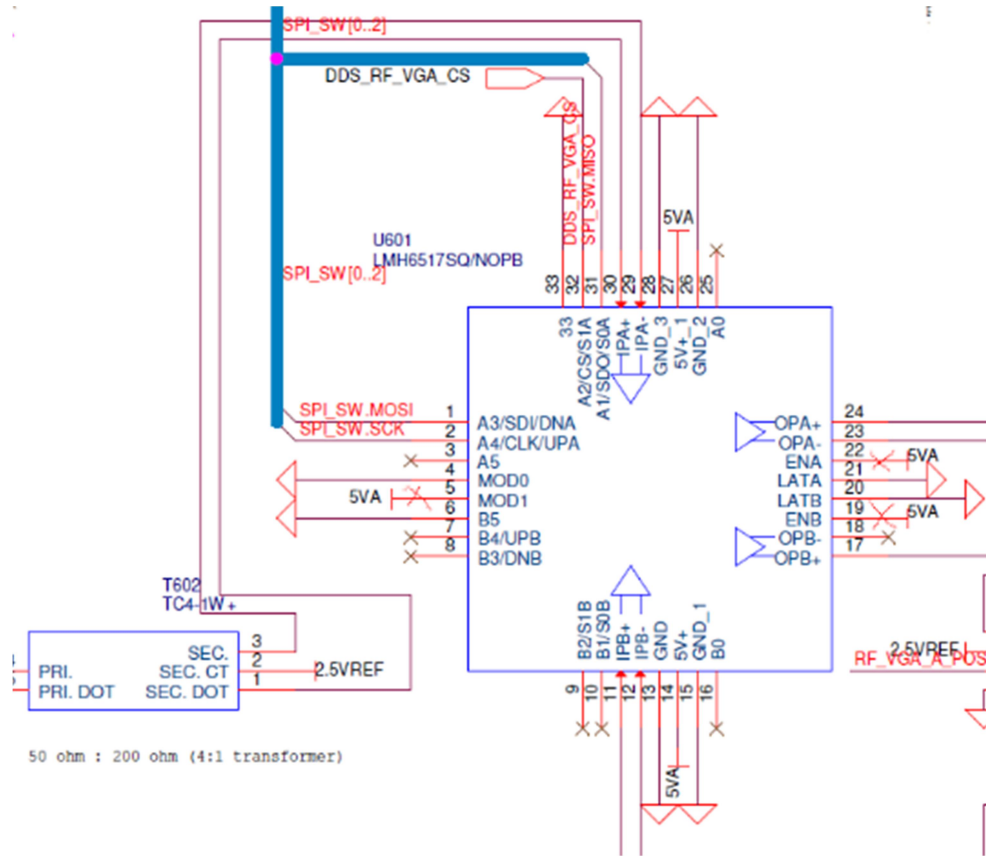 SPI_SW[0..2]
DDS_RF_VGA_CS
DDS_RF_VGA_CS
SPI_SW.MISO
5VA
U601
LMH6517SQ/NOPB
SPI_SW[0..2]
33
32
31
30
29
28
27
26
25
33
A2/CS/S1A
A1/SDO/S0A
IPA+
IPA-
GND_3
5V+_1
GND_2
A0
SPI_SW.MOSI 1 A3/SDI/DNA
SPI_SW.SCK 2 A4/CLK/UPA
3 A5
4 MOD0
5VA 5 MOD1
6 B5
7 B4/UPB
8 B3/DNB
OPA+ 24
OPA- 23
ENA 22 5VA
LATA 21
LATB 20
ENB 19 5VA
OPB- 18
OPB+ 17
B2/S1B
B1/S0B
IPB+
IPB-
GND
5V+
GND_1
B0
9
10
11
12
13
14
15
16
5VA
T602
TC4-1W+
SEC. 3
PRI. SEC. CT 2 2.5VREF
PRI. DOT SEC. DOT 1
2.5VREF
RF_VGA_A_POS
50 ohm : 200 ohm (4:1 transformer)